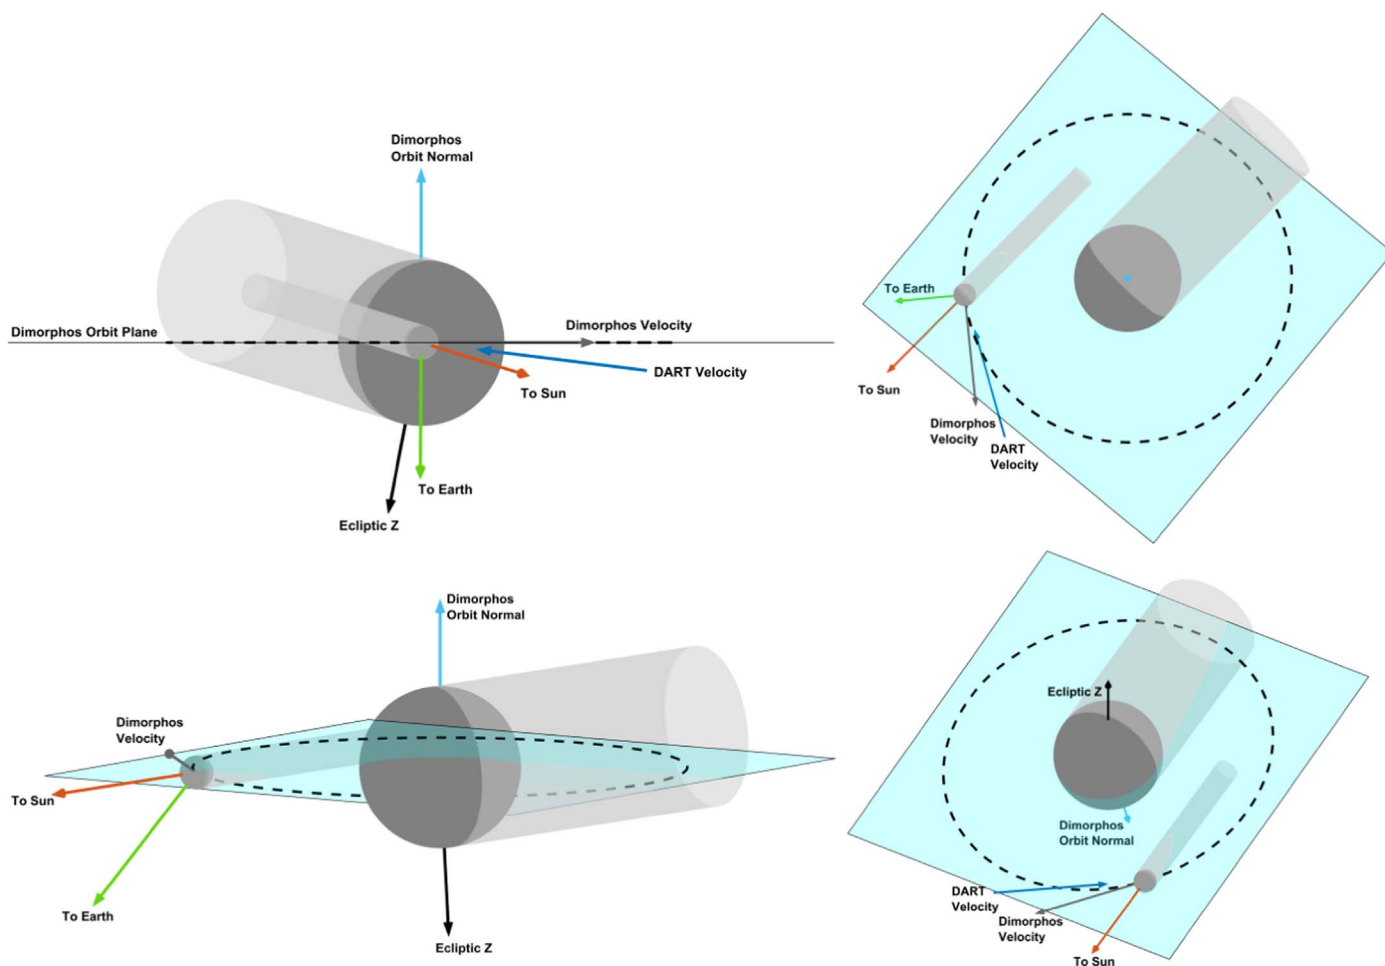 Dimorphos
Orbit Normal
Dimorphos Orbit Plane
Dimorphos Velocity
DART Velocity
To Sun
To Earth
Ecliptic Z
To Earth
To Sun
Dimorphos
Velocity
DART
Velocity
Dimorphos
Orbit Normal
Dimorphos
Velocity
To Sun
To Earth
Ecliptic Z
Ecliptic Z
Dimorphos
Orbit Normal
DART
Velocity
Dimorphos
Velocity
To Sun